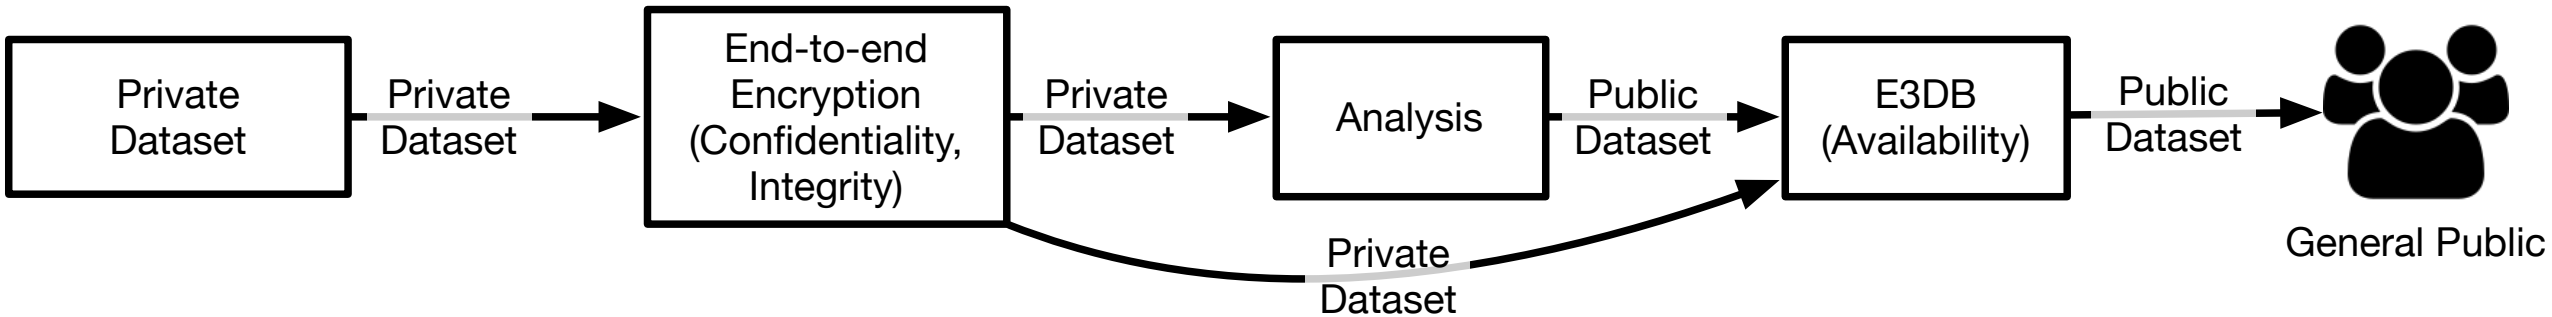 Private
Dataset
Private
Dataset
End-to-end
Encryption
(Confidentiality,
Integrity)
Private
Dataset
Analysis
Public
Dataset
E3DB
(Availability)
Public
Dataset
General Public
Private
Dataset